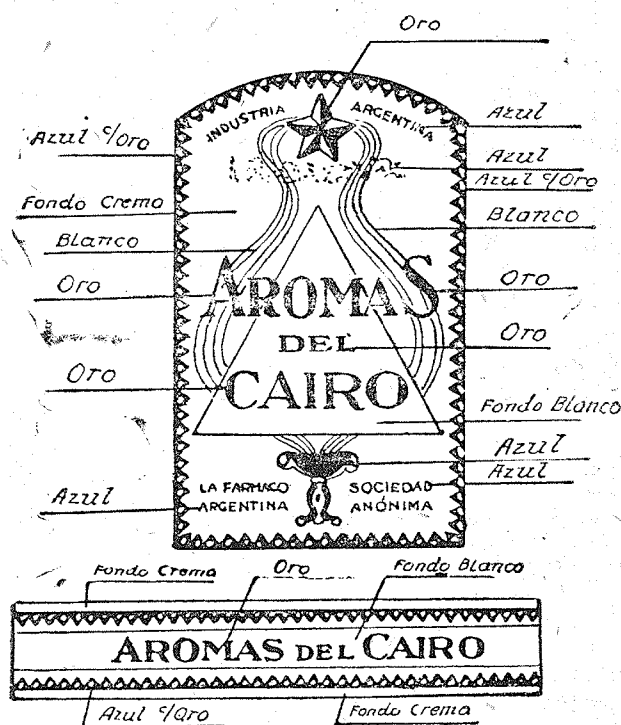 Oro
INDUSTRIA ARGENTINA
Azul
Azul c/Oro
Azul
Azul c/Oro
Fondo Crema
Blanco
Blanco
Oro
AROMAS
Oro
DEL
Oro
Oro
CAIRO
Fondo Blanco
Azul
LA FARMACO SOCIEDAD
Azul
Azul
ARGENTINA ANÓNIMA
Fondo Crema
Oro
Fondo Blanco
AROMAS DEL CAIRO
Azul c/Oro
Fondo Crema